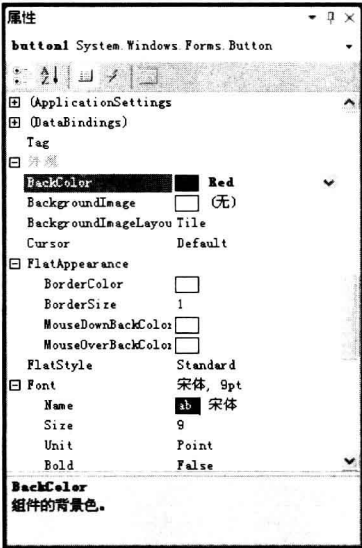 属性
button1 System.Windows.Forms.Button
(ApplicationSettings
(DataBindings)
Tag
外观
BackColor Red
BackgroundImage (无)
BackgroundImageLayou Tile
Cursor Default
FlatAppearance
BorderColor
BorderSize 1
MouseDownBackColor
MouseOverBackColor
FlatStyle Standard
Font 宋体, 9pt
Name ab 宋体
Size 9
Unit Point
Bold False
BackColor
组件的背景色。